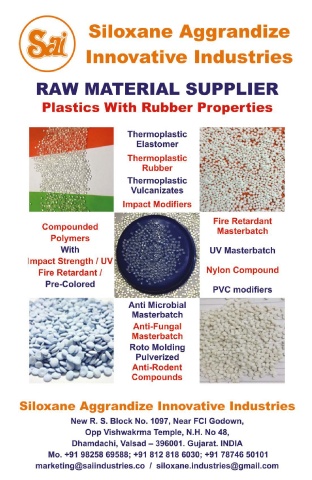 Sai
Siloxane Aggrandize
Innovative Industries
RAW MATERIAL SUPPLIER
Plastics With Rubber Properties
Thermoplastic
Elastomer
Thermoplastic
Rubber
Thermoplastic
Vulcanizates
Impact Modifiers
Compounded
Polymers
With
Impact Strength / UV
Fire Retardant /
Pre-Colored
Fire Retardant
Masterbatch
UV Masterbatch
Nylon Compound
PVC modifiers
Anti Microbial
Masterbatch
Anti-Fungal
Masterbatch
Roto Molding
Pulverized
Anti-Rodent
Compounds
Siloxane Aggrandize Innovative Industries
New R. S. Block No. 1097, Near FCI Godown,
Opp Vishwakrma Temple, N.H. No 48,
Dhamdachi, Valsad – 396001. Gujarat. INDIA
Mo. +91 98258 69588; +91 812 818 6030; +91 78746 50101
marketing@saiindustries.co / siloxane.industries@gmail.com